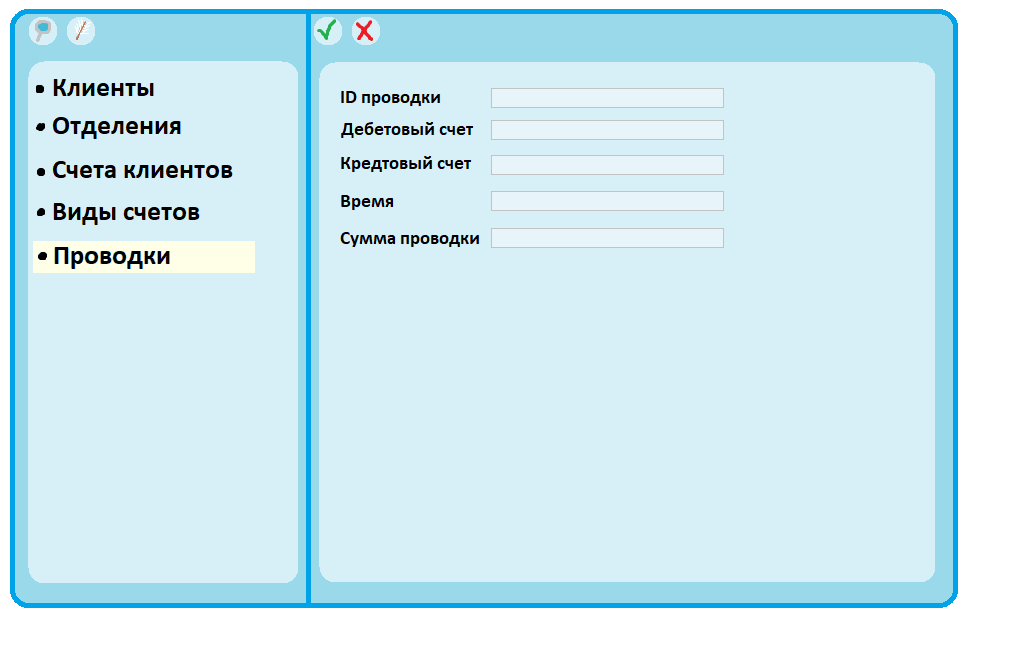 • Клиенты
• Отделения
• Счета клиентов
• Виды счетов
• Проводки
ID проводки
Дебетовый счет
Кредтовый счет
Время
Сумма проводки